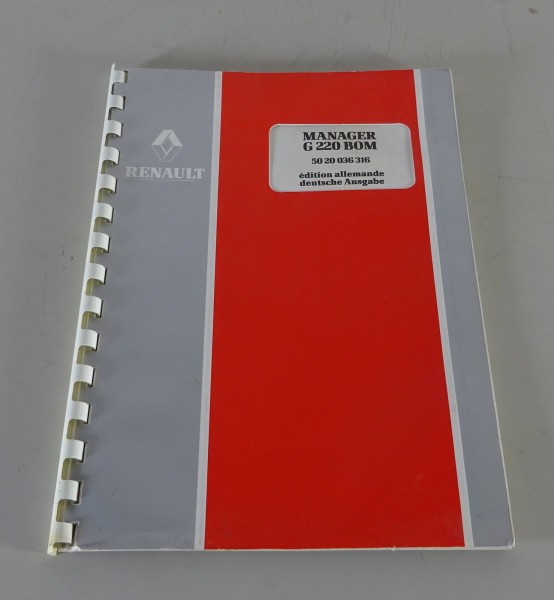 RENAULT
MANAGER
G 220 BOM
50 20 036 316
édition allemande
deutsche Ausgabe